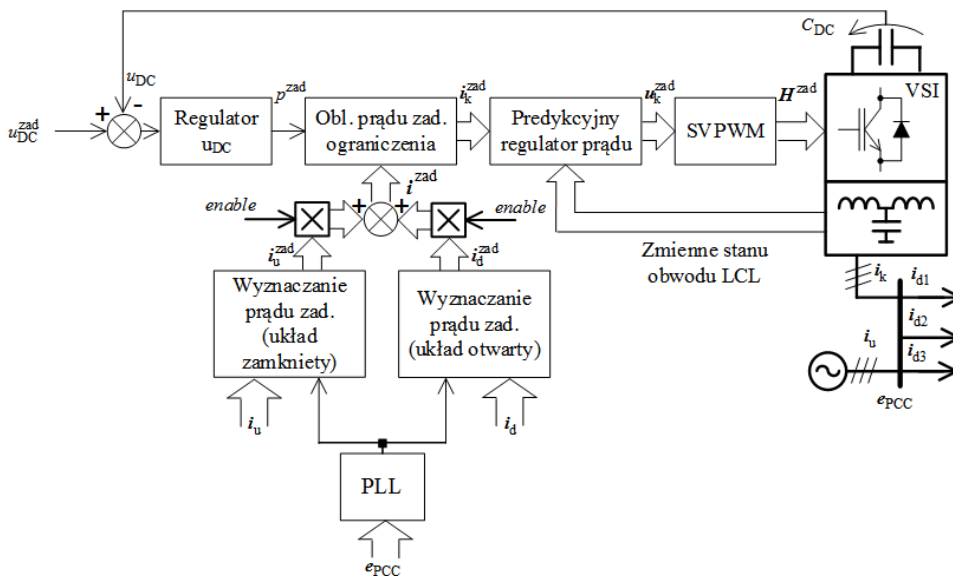 C_DC
u_DC
VSI
+
-
u_DC^zad
Regulator
u_DC
p^zad
Obl. prądu zad.
ograniczenia
i_k^zad
Predykcyjny
regulator prądu
u_k^zad
SVPWM
H^zad
i^zad
enable
+
+
enable
i_u^zad
i_d^zad
Zmienne stanu
obwodu LCL
Wyznaczanie
prądu zad.
(układ
zamkniety)
Wyznaczanie
prądu zad.
(układ otwarty)
i_k
i_d1
i_d2
i_u
i_d3
e_PCC
i_u
i_d
PLL
e_PCC